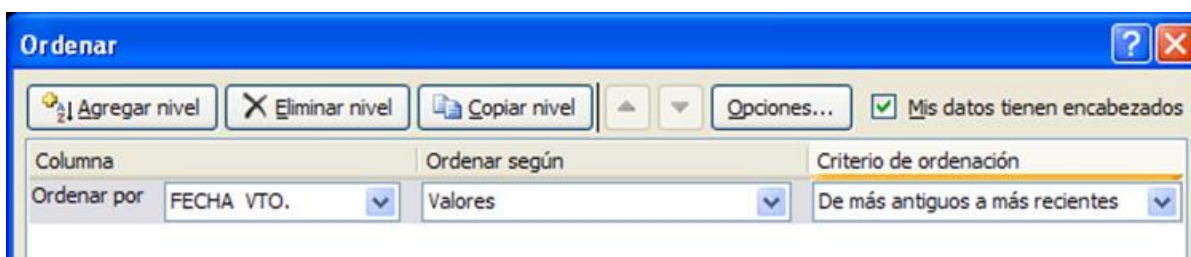 Ordenar
Agregar nivel Eliminar nivel Copiar nivel Opciones... Mis datos tienen encabezados
Columna Ordenar según Criterio de ordenación
Ordenar por FECHA VTO. Valores De más antiguos a más recientes